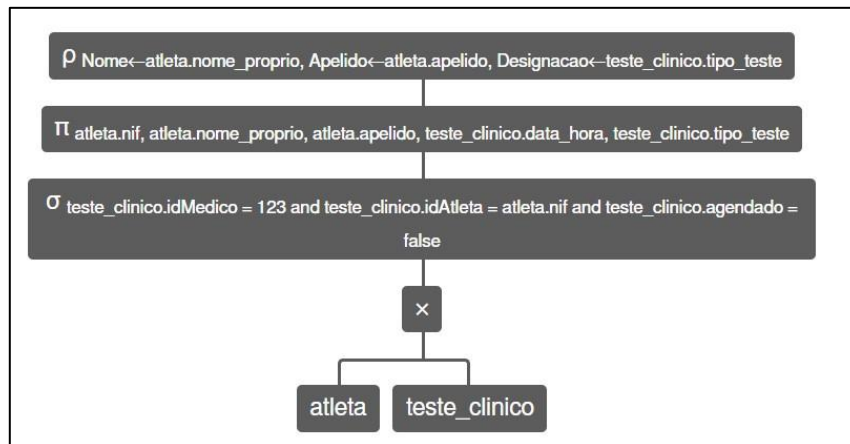 ρ Nome←atleta.nome_proprio, Apelido←atleta.apelido, Designacao←teste_clinico.tipo_teste
π atleta.nif, atleta.nome_proprio, atleta.apelido, teste_clinico.data_hora, teste_clinico.tipo_teste
σ teste_clinico.idMedico = 123 and teste_clinico.idAtleta = atleta.nif and teste_clinico.agendado =
false
×
atleta teste_clinico